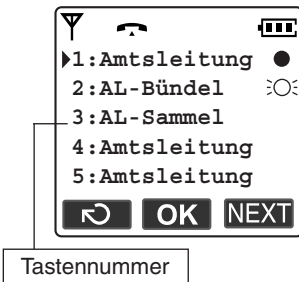 1:Amtsleitung
2:AL-Bündel
3:AL-Sammel
4:Amtsleitung
5:Amtsleitung
OK NEXT
Tastennummer